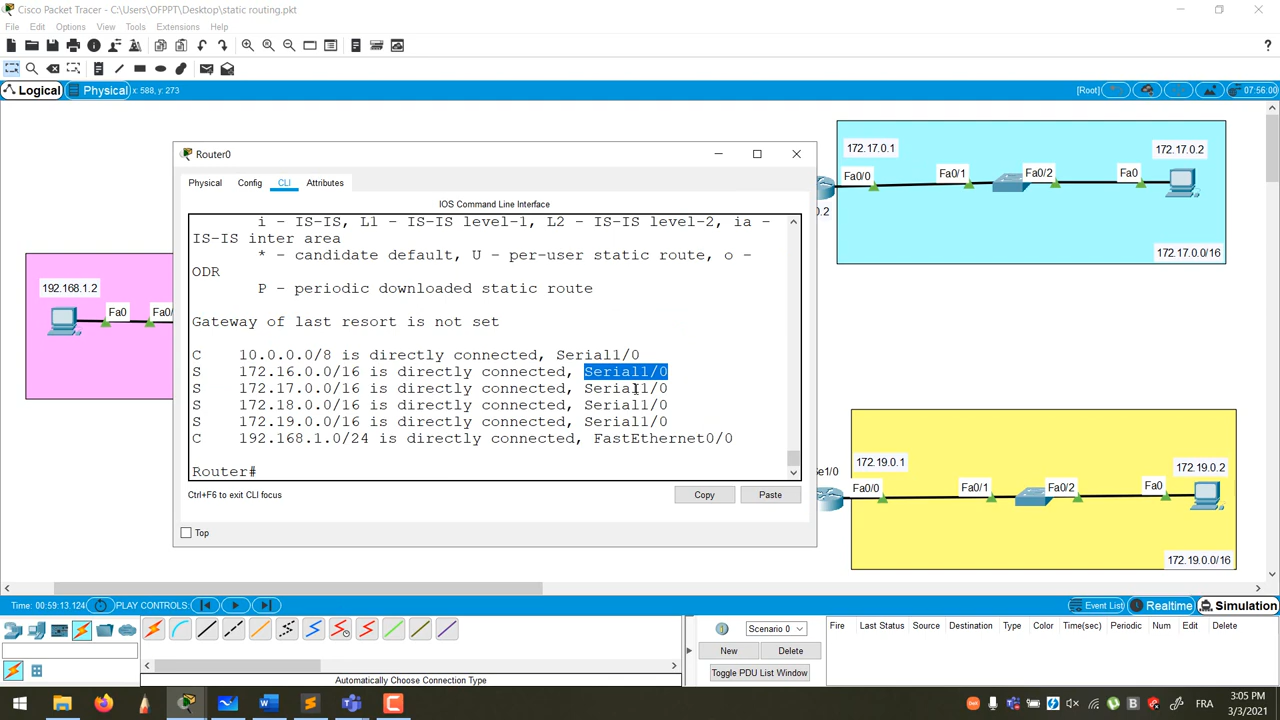 Cisco Packet Tracer - C:\Users\OFPPT\Desktop\static routing.pkt
File Edit Options View Tools Extensions Help
?
Logical Physical x: 588, y: 273 [Root] 07:56:00
172.17.0.1 172.17.0.2
Fa0/0 Fa0/1 Fa0/2 Fa0
0.2
172.17.0.0/16
192.168.1.2
Fa0 Fa0/
Router0
Physical Config CLI Attributes
IOS Command Line Interface
i - IS-IS, L1 - IS-IS level-1, L2 - IS-IS level-2, ia -
IS-IS inter area
* - candidate default, U - per-user static route, o -
ODR
P - periodic downloaded static route
Gateway of last resort is not set
C 10.0.0.0/8 is directly connected, Serial1/0
S 172.16.0.0/16 is directly connected, Serial1/0
S 172.17.0.0/16 is directly connected, Serial1/0
S 172.18.0.0/16 is directly connected, Serial1/0
S 172.19.0.0/16 is directly connected, Serial1/0
C 192.168.1.0/24 is directly connected, FastEthernet0/0
Router#
Ctrl+F6 to exit CLI focus Copy Paste
Top
172.19.0.1 172.19.0.2
Se1/0
Fa0/0 Fa0/1 Fa0/2 Fa0
172.19.0.0/16
Time: 00:59:13.124 PLAY CONTROLS: Event List Realtime Simulation
Scenario 0
New Delete
Toggle PDU List Window
Fire Last Status Source Destination Type Color Time(sec) Periodic Num Edit Delete
Automatically Choose Connection Type
FRA
3:05 PM
3/3/2021